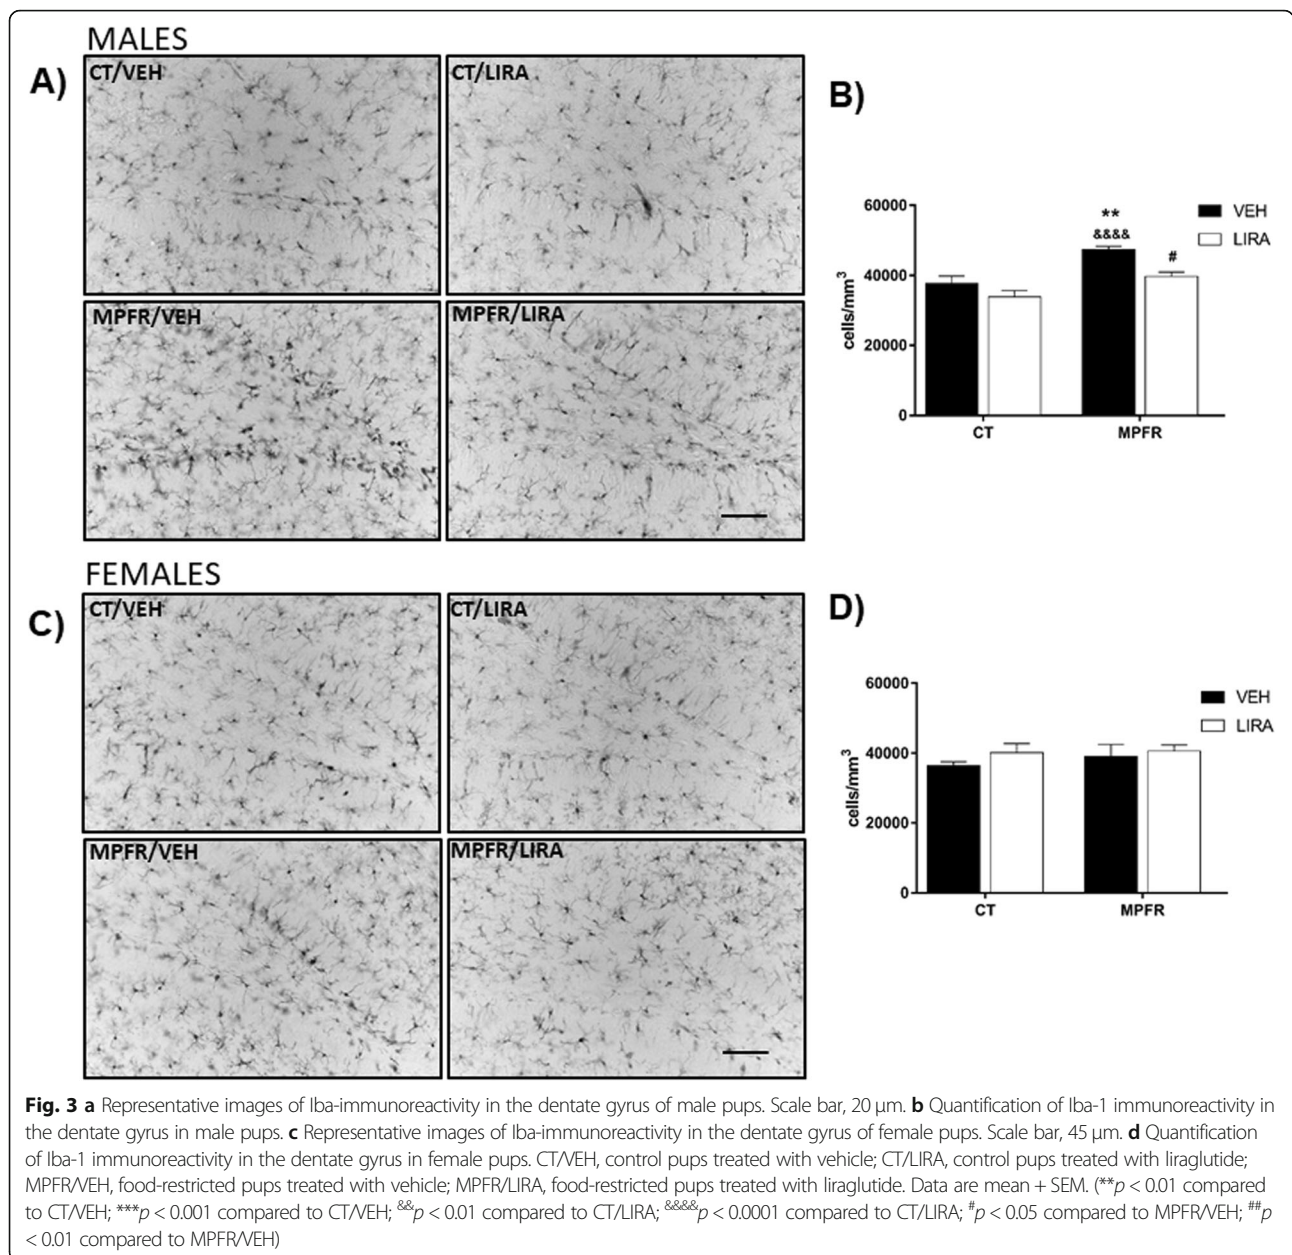 MALES
A)
CT/VEH
CT/LIRA
MPFR/VEH
MPFR/LIRA
B)
60000
40000
20000
0
cells/mm³
**
&&&&
#
VEH
LIRA
CT
MPFR
FEMALES
C)
CT/VEH
CT/LIRA
MPFR/VEH
MPFR/LIRA
D)
60000
40000
20000
0
cells/mm³
VEH
LIRA
CT
MPFR
Fig. 3 a Representative images of Iba-immunoreactivity in the dentate gyrus of male pups. Scale bar, 20 μm. b Quantification of Iba-1 immunoreactivity in
the dentate gyrus in male pups. c Representative images of Iba-immunoreactivity in the dentate gyrus of female pups. Scale bar, 45 μm. d Quantification
of Iba-1 immunoreactivity in the dentate gyrus in female pups. CT/VEH, control pups treated with vehicle; CT/LIRA, control pups treated with liraglutide;
MPFR/VEH, food-restricted pups treated with vehicle; MPFR/LIRA, food-restricted pups treated with liraglutide. Data are mean + SEM. (**p < 0.01 compared
to CT/VEH; ***p < 0.001 compared to CT/VEH; &&p < 0.01 compared to CT/LIRA; &&&&p < 0.0001 compared to CT/LIRA; #p < 0.05 compared to MPFR/VEH; ##p
< 0.01 compared to MPFR/VEH)